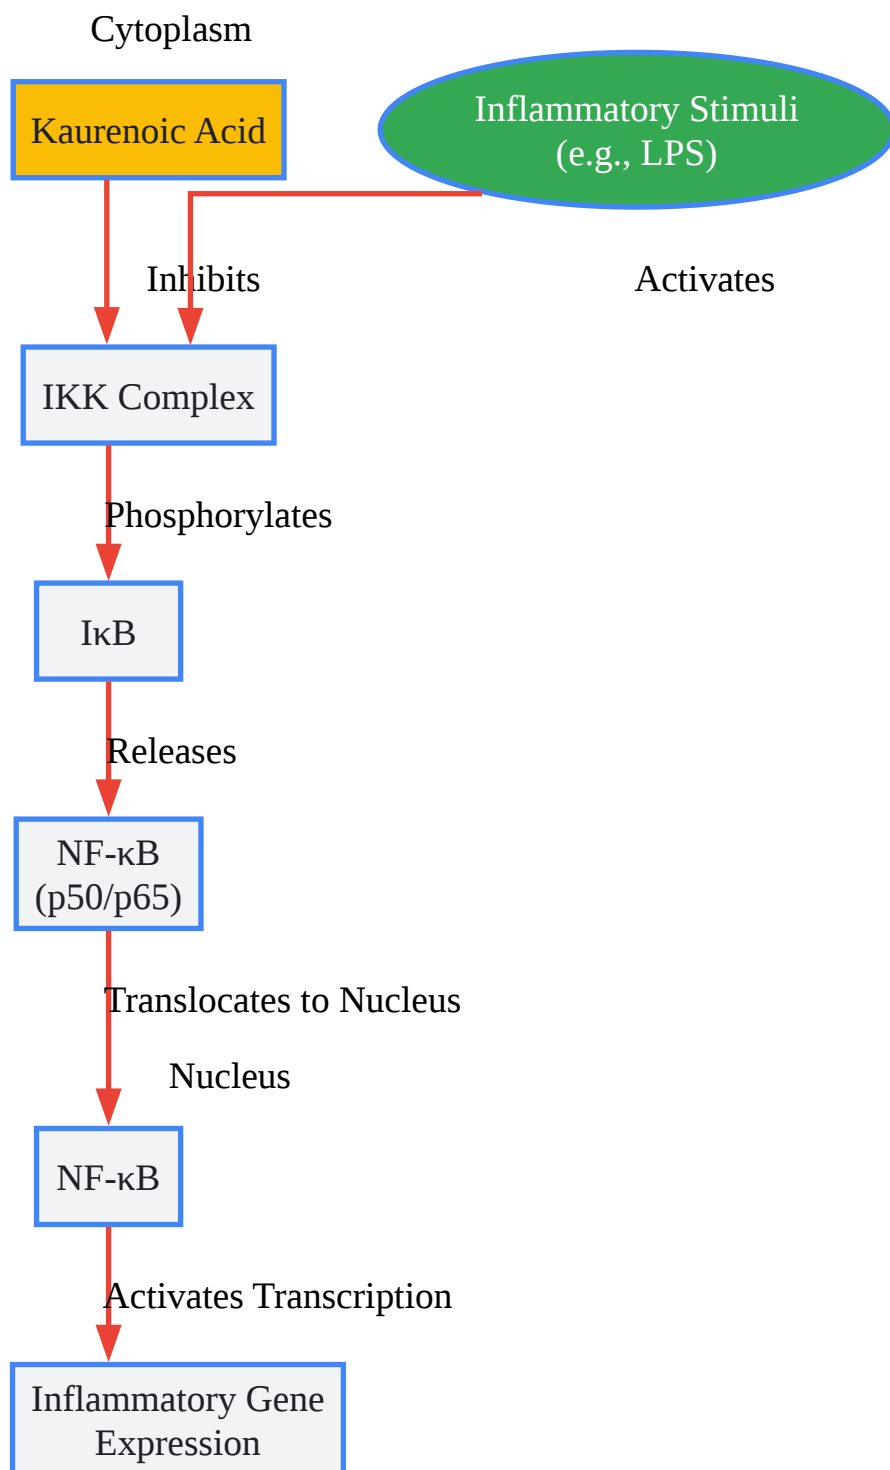 Cytoplasm
Kaurenoic Acid
Inflammatory Stimuli
(e.g., LPS)
Inhibits
Activates
IKK Complex
Phosphorylates
IκB
Releases
NF-κB
(p50/p65)
Translocates to Nucleus
Nucleus
NF-κB
Activates Transcription
Inflammatory Gene
Expression